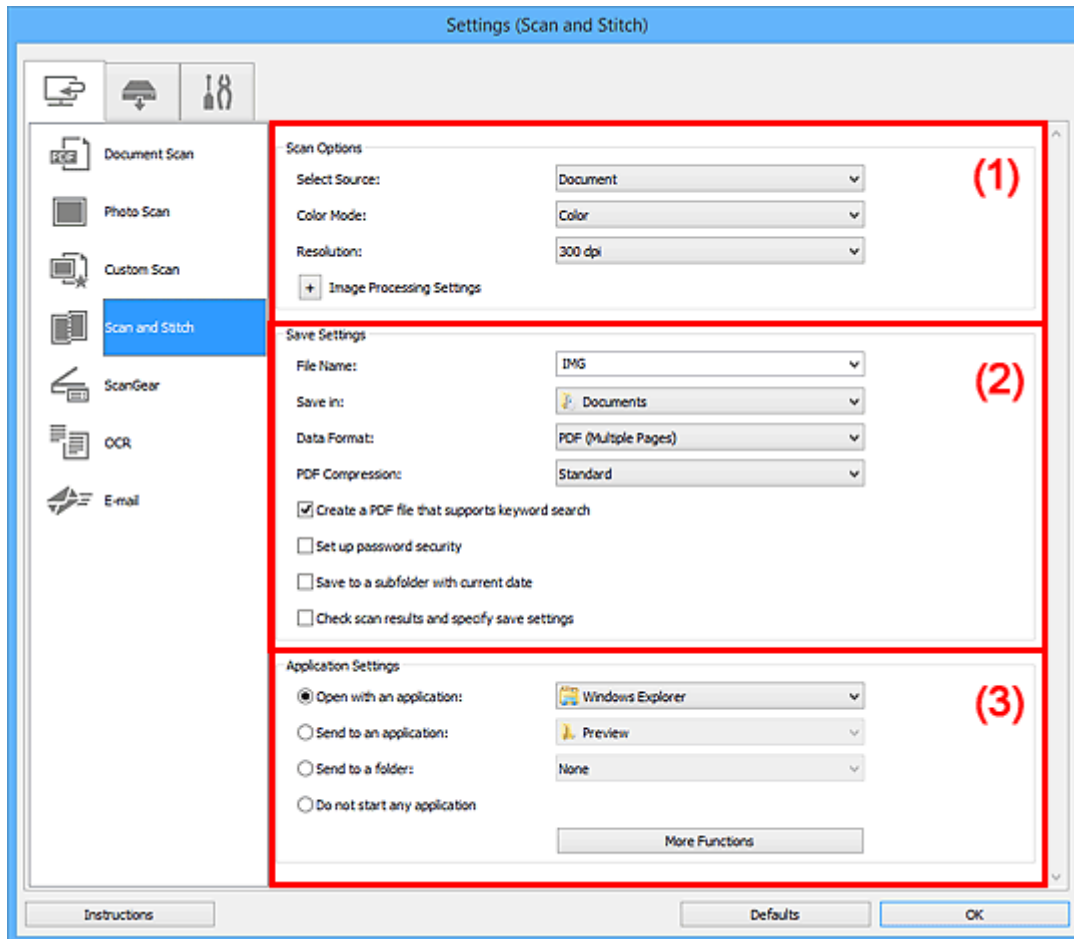 Settings (Scan and Stitch)
Document Scan
Photo Scan
Custom Scan
Scan and Stitch
ScanGear
OCR
E-mail
Scan Options
(1)
Select Source: Document
Color Mode: Color
Resolution: 300 dpi
+ Image Processing Settings
Save Settings
(2)
File Name: IMG
Save in: Documents
Data Format: PDF (Multiple Pages)
PDF Compression: Standard
Create a PDF file that supports keyword search
Set up password security
Save to a subfolder with current date
Check scan results and specify save settings
Application Settings
(3)
Open with an application: Windows Explorer
Send to an application: Preview
Send to a folder: None
Do not start any application
More Functions
Instructions Defaults OK